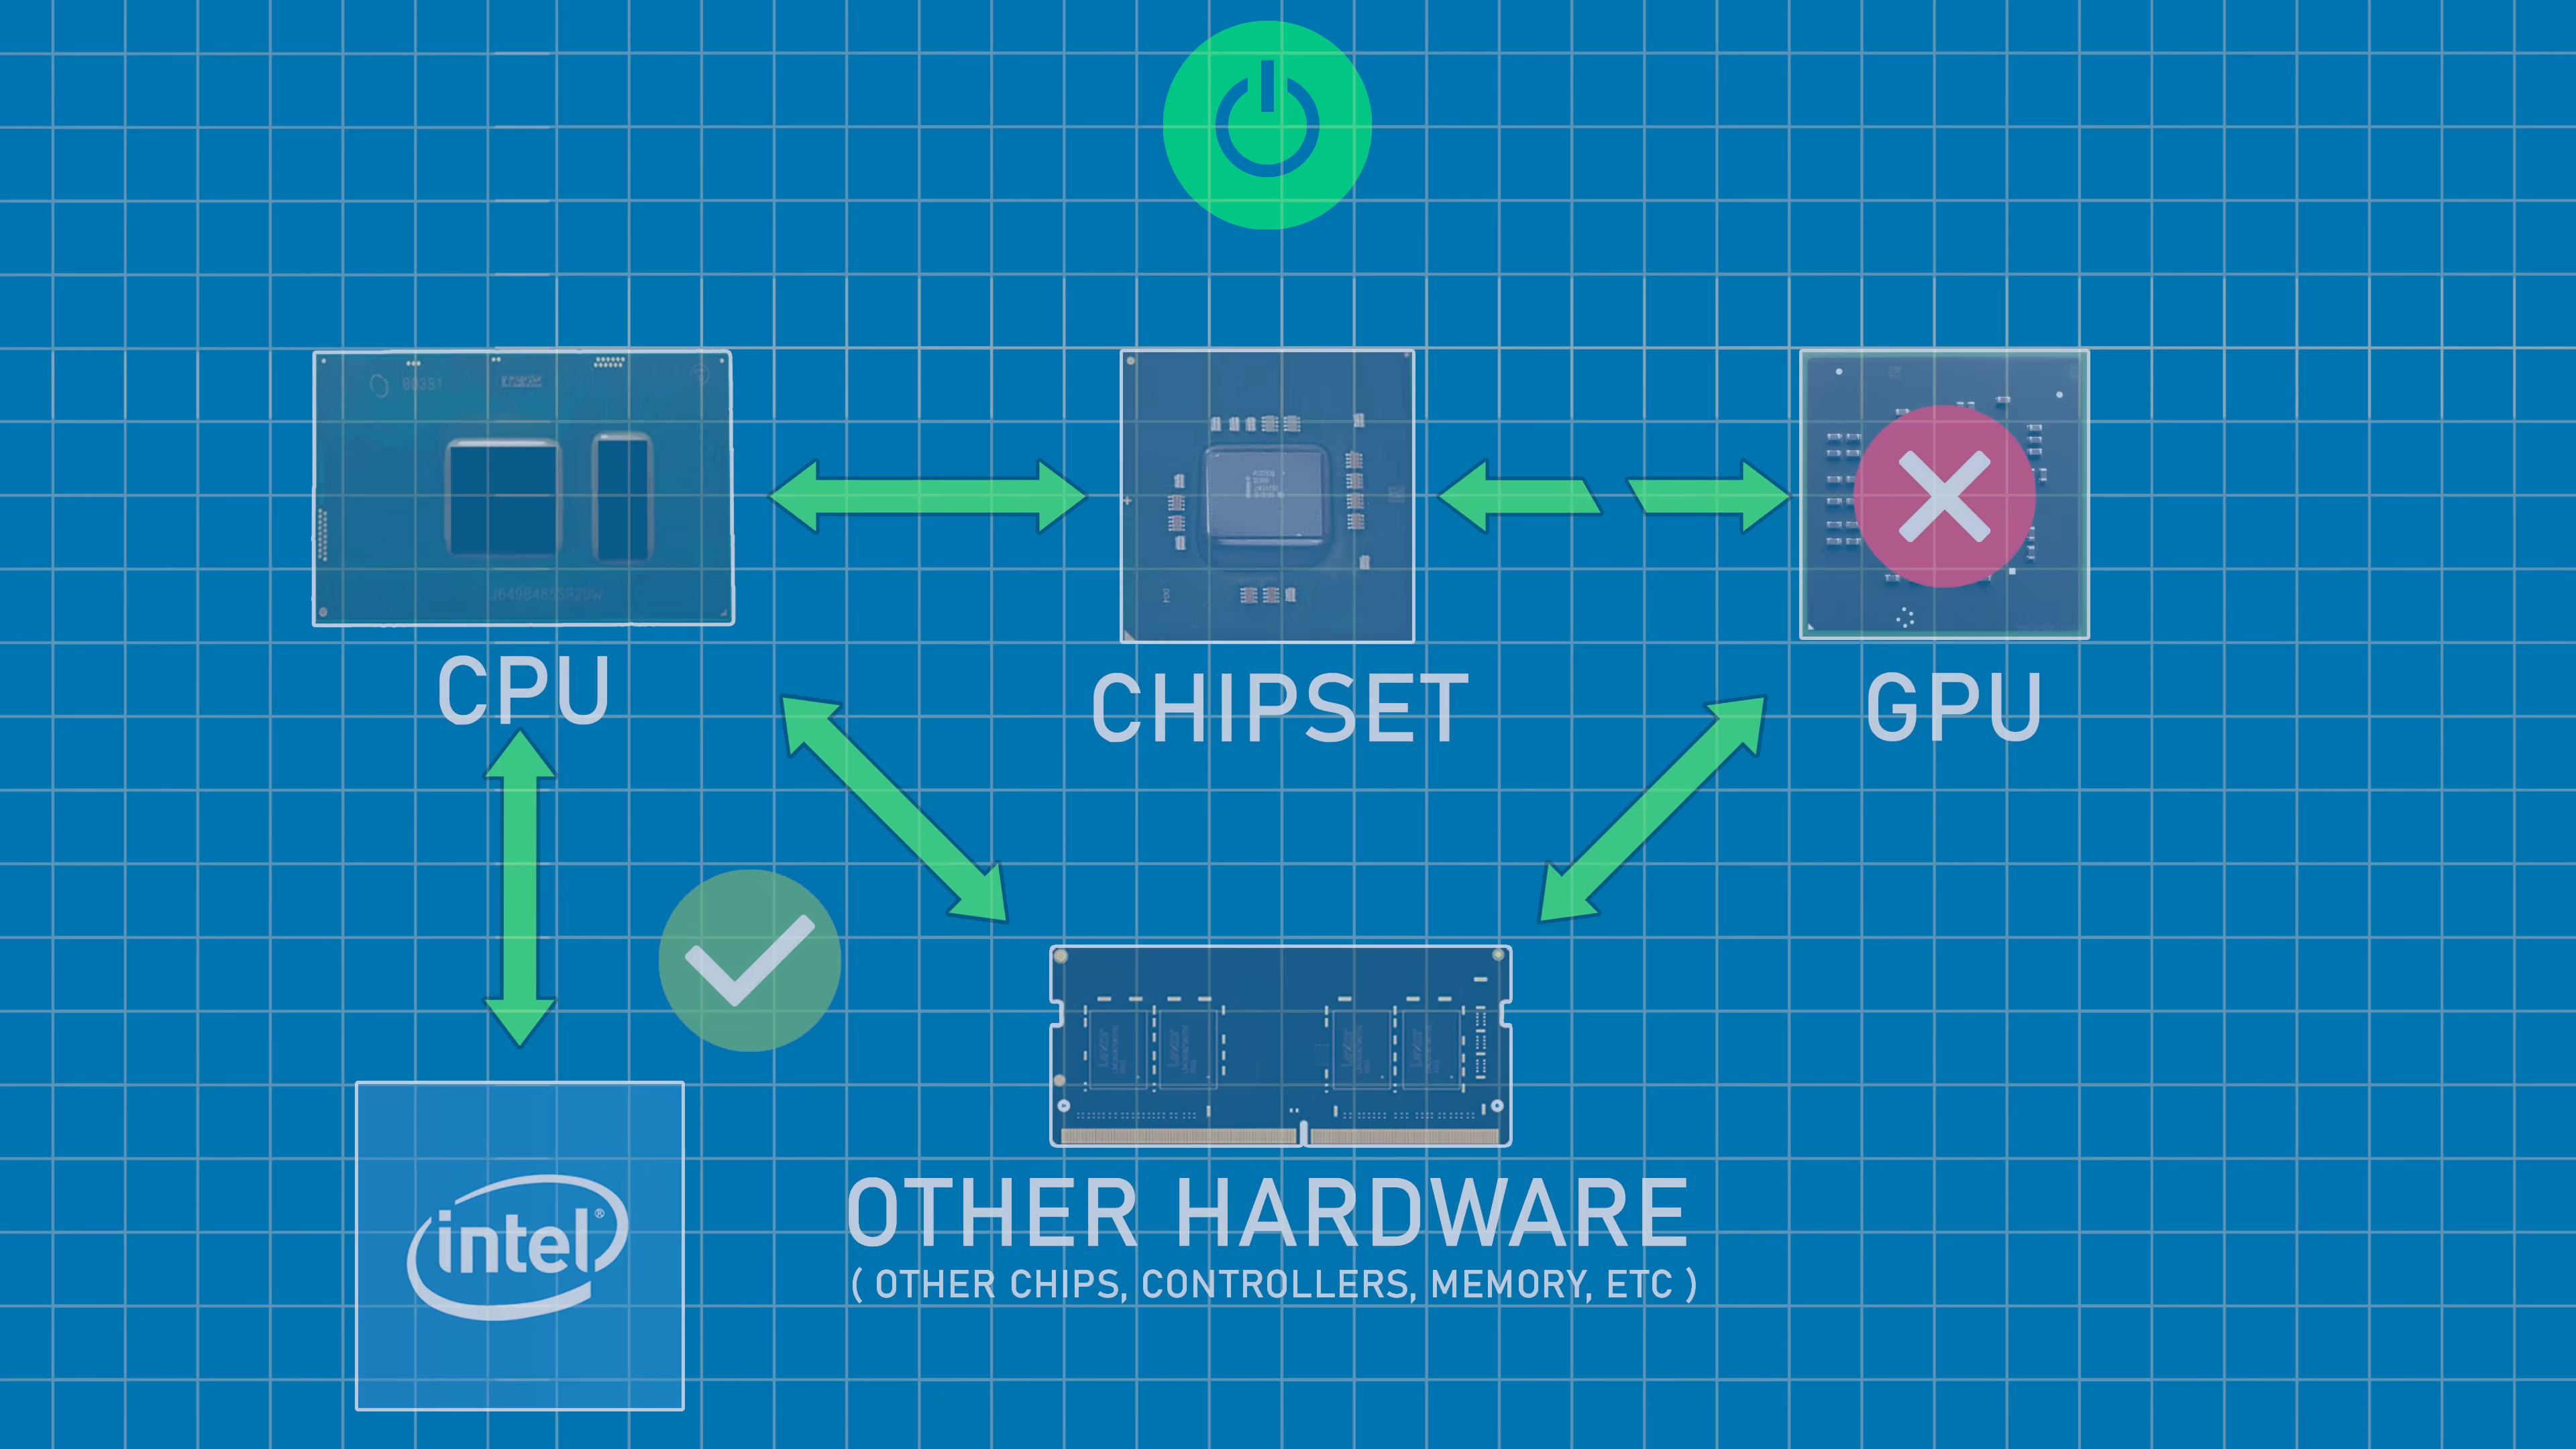 CPU
CHIPSET
GPU
intel®
OTHER HARDWARE
( OTHER CHIPS, CONTROLLERS, MEMORY, ETC )